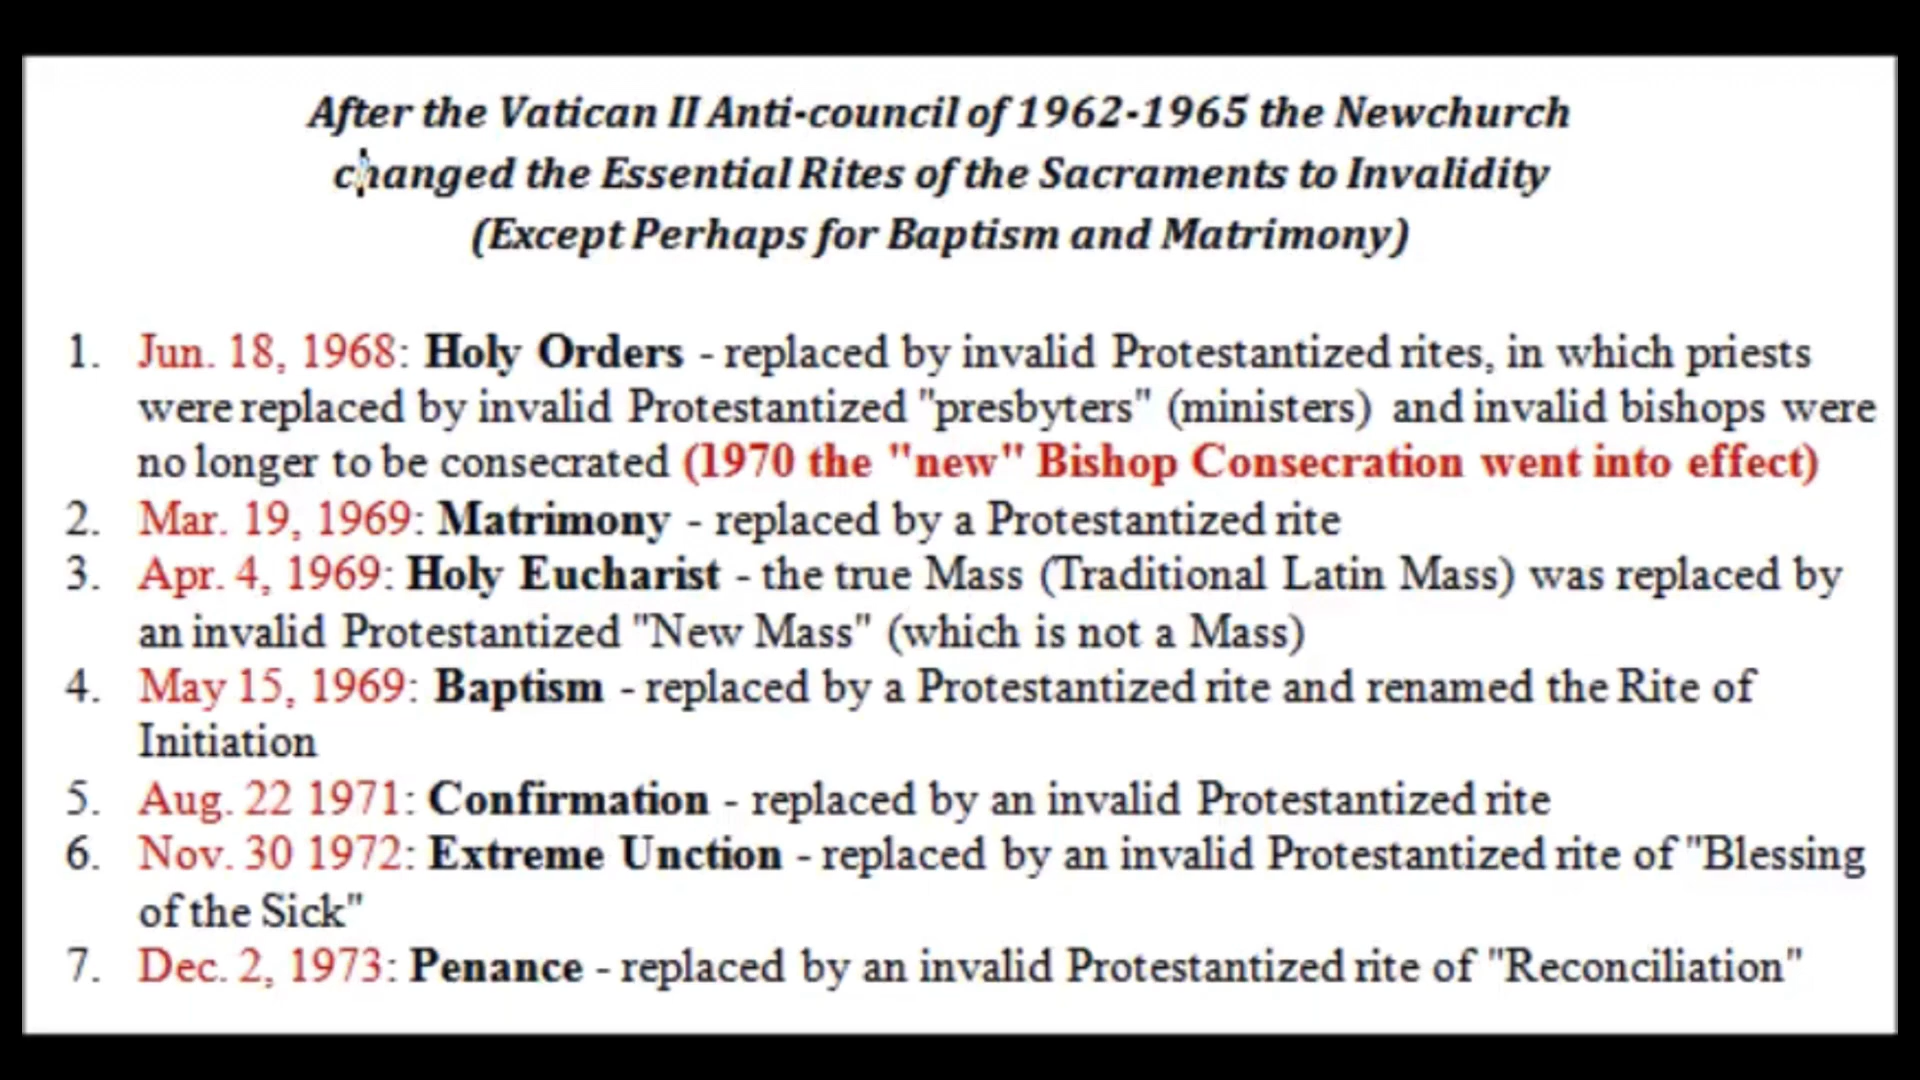 After the Vatican II Anti-council of 1962-1965 the Newchurch
changed the Essential Rites of the Sacraments to Invalidity
(Except Perhaps for Baptism and Matrimony)
1. Jun. 18, 1968: Holy Orders - replaced by invalid Protestantized rites, in which priests
were replaced by invalid Protestantized "presbyters" (ministers) and invalid bishops were
no longer to be consecrated (1970 the "new" Bishop Consecration went into effect)
2. Mar. 19, 1969: Matrimony - replaced by a Protestantized rite
3. Apr. 4, 1969: Holy Eucharist - the true Mass (Traditional Latin Mass) was replaced by
an invalid Protestantized "New Mass" (which is not a Mass)
4. May 15, 1969: Baptism - replaced by a Protestantized rite and renamed the Rite of
Initiation
5. Aug. 22 1971: Confirmation - replaced by an invalid Protestantized rite
6. Nov. 30 1972: Extreme Unction - replaced by an invalid Protestantized rite of "Blessing
of the Sick"
7. Dec. 2, 1973: Penance - replaced by an invalid Protestantized rite of "Reconciliation"